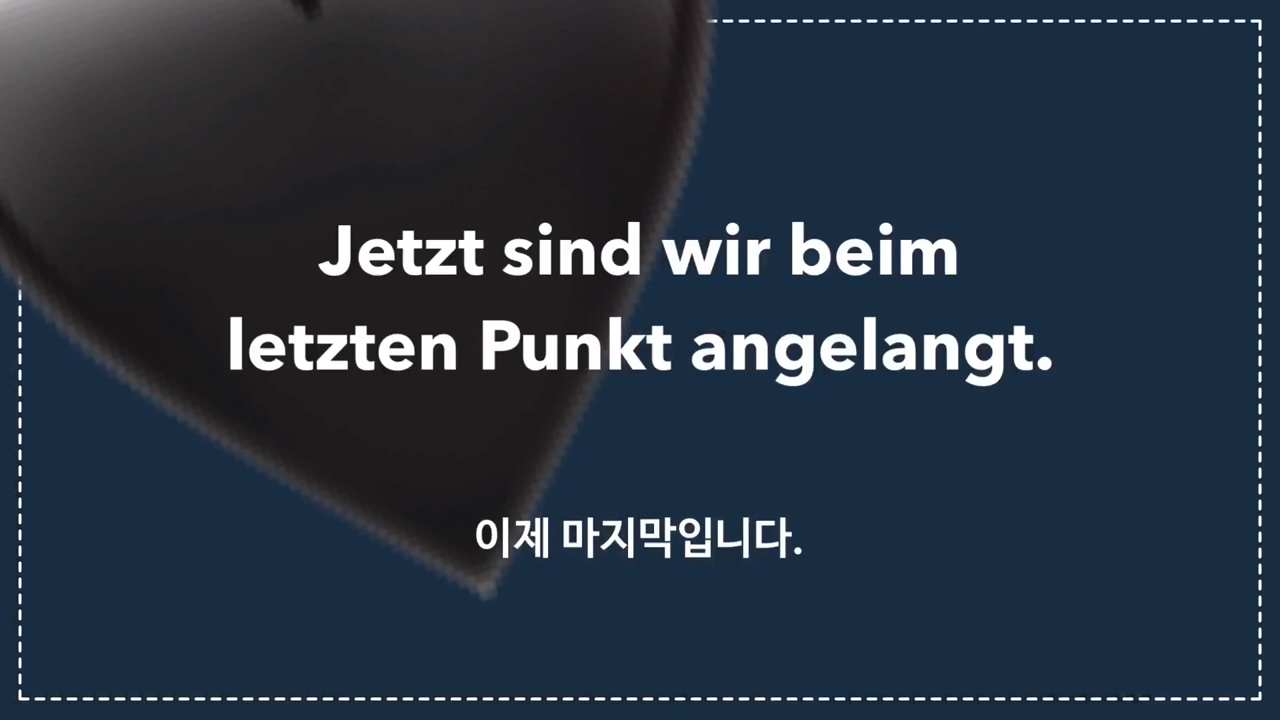 Jetzt sind wir beim
letzten Punkt angelangt.
이제 마지막입니다.